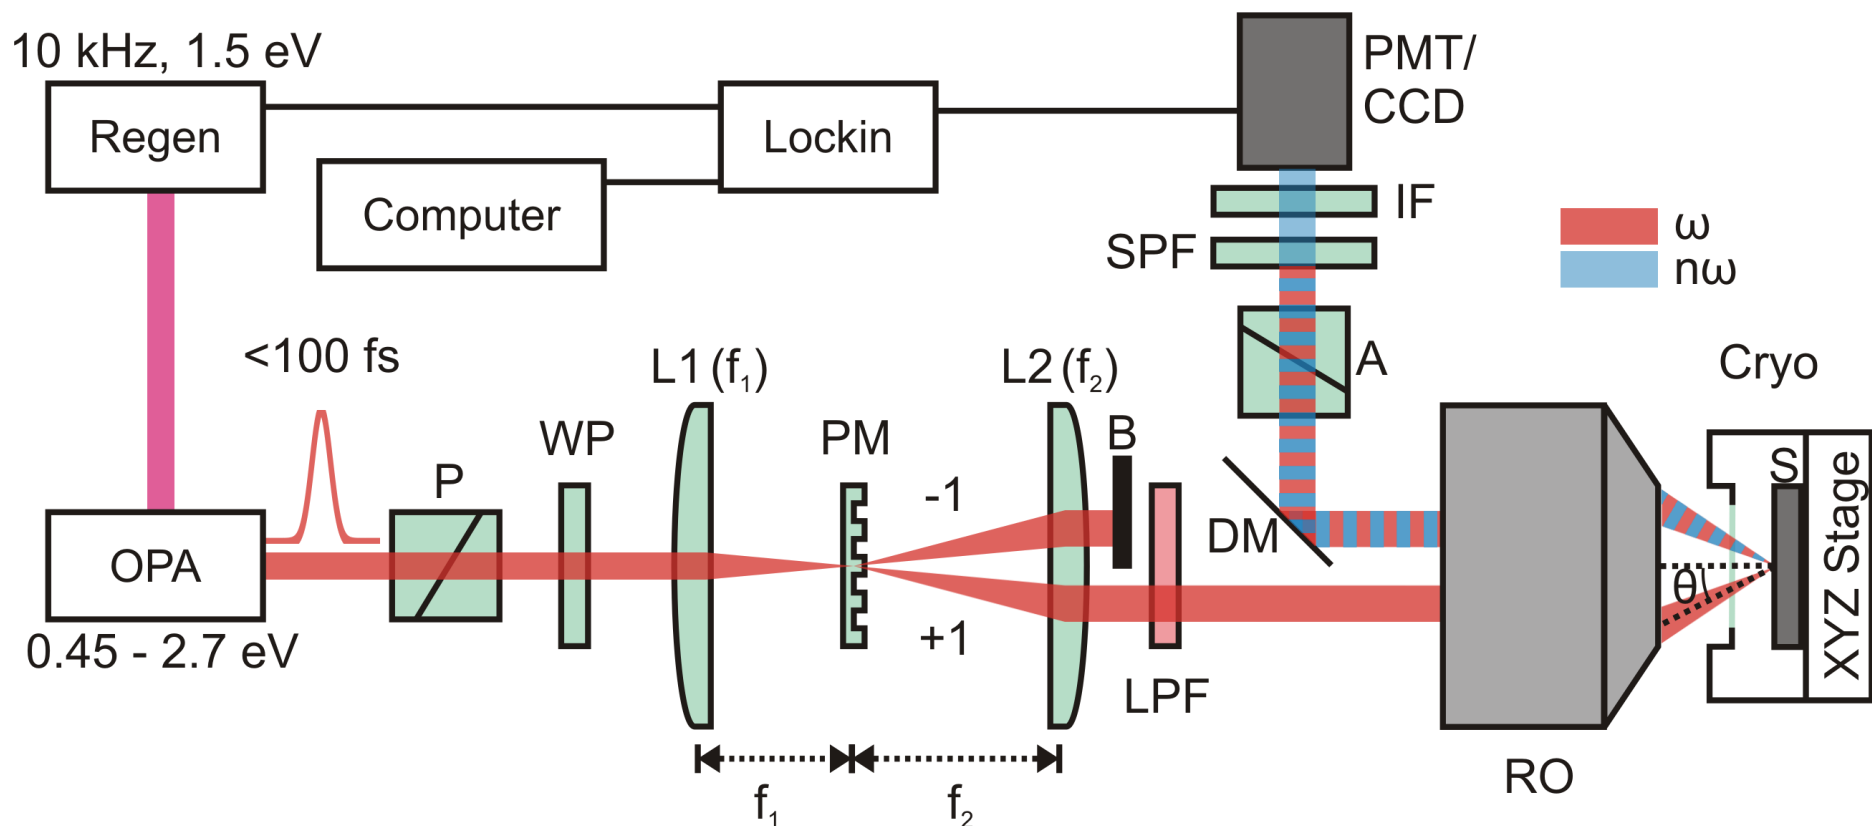 10 kHz, 1.5 eV
Regen
Lockin
PMT/
CCD
Computer
IF
SPF
ω
nω
<100 fs
L1 (f₁)
L2 (f₂)
A
Cryo
WP
PM
B
P
-1
S
DM
OPA
θ
XYZ Stage
+1
0.45 - 2.7 eV
LPF
RO
f₁
f₂